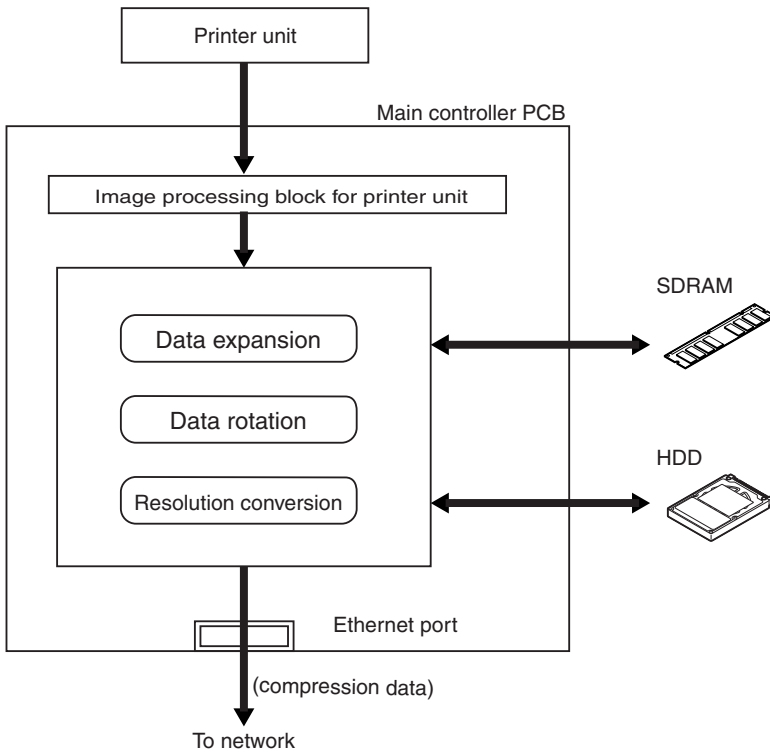 Printer unit
Main controller PCB
Image processing block for printer unit
SDRAM
Data expansion
Data rotation
HDD
Resolution conversion
Ethernet port
(compression data)
To network